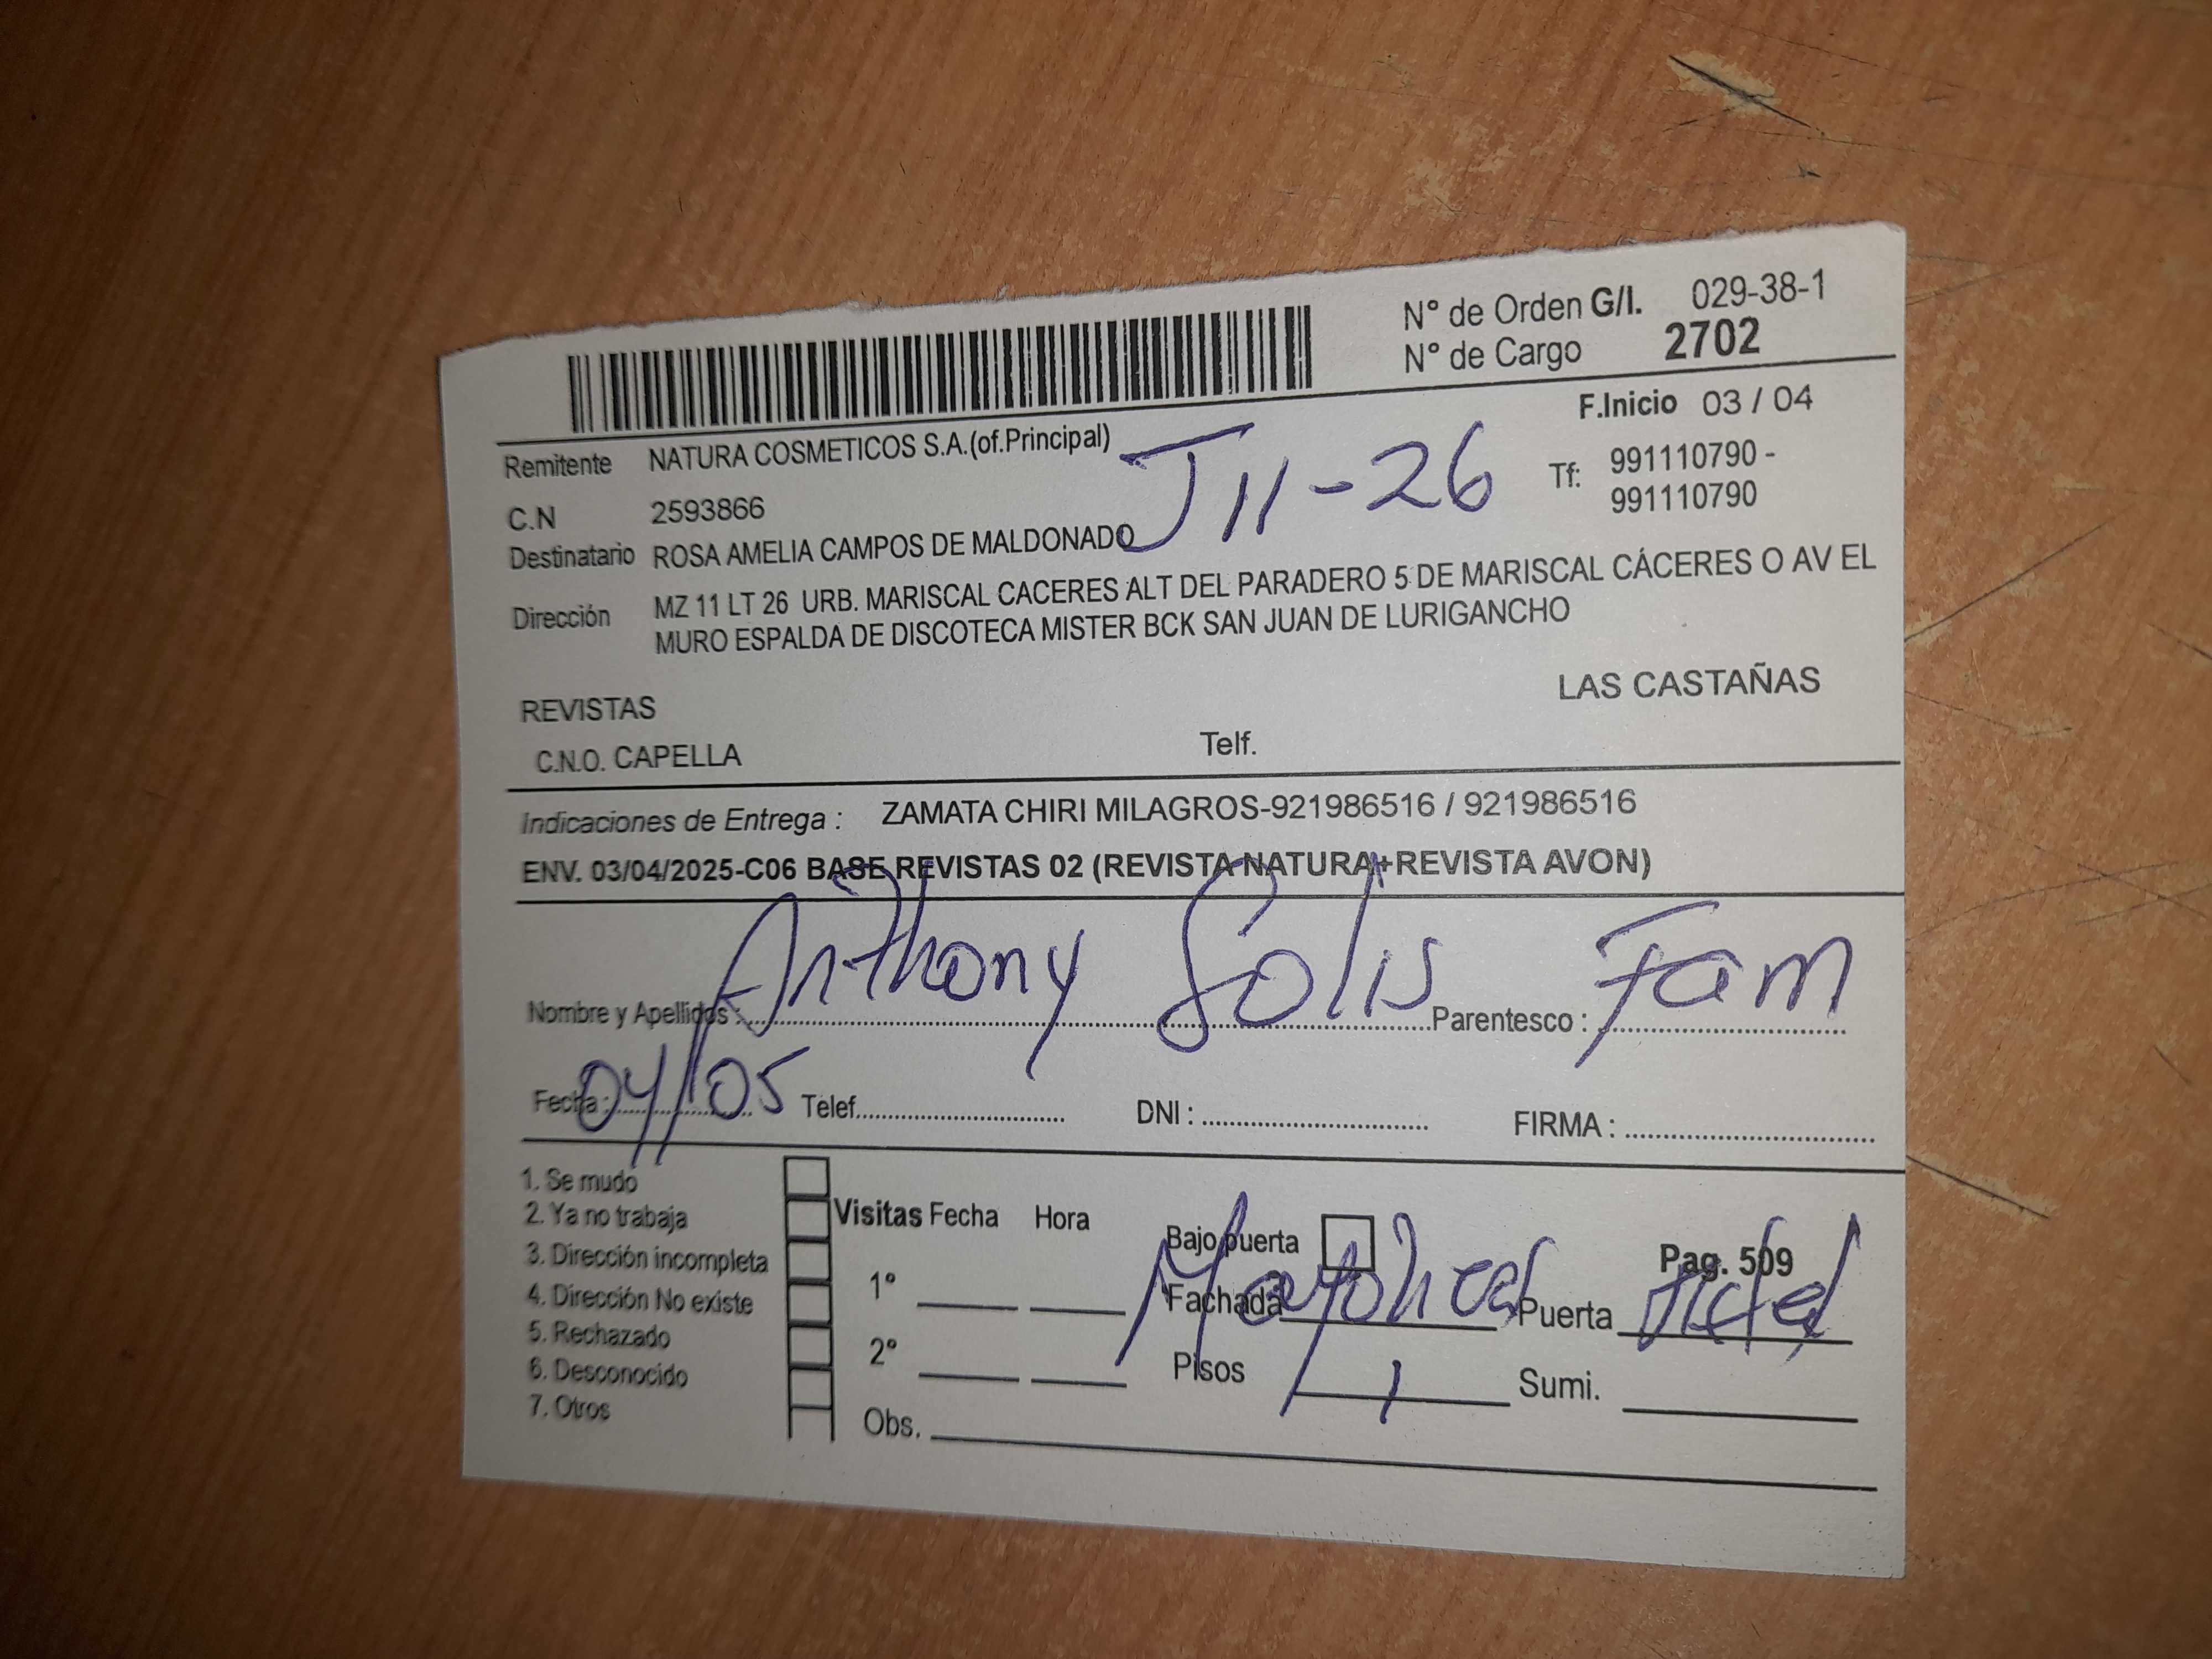 N° de Orden G/I. 029-38-1
N° de Cargo 2702
F.Inicio 03 / 04
Remitente NATURA COSMETICOS S.A.(of.Principal)
J 11-26
Tf: 991110790 -
991110790
C.N 2593866
Destinatario ROSA AMELIA CAMPOS DE MALDONADO
Dirección MZ 11 LT 26 URB. MARISCAL CACERES ALT DEL PARADERO 5 DE MARISCAL CÁCERES O AV EL
MURO ESPALDA DE DISCOTECA MISTER BCK SAN JUAN DE LURIGANCHO
LAS CASTAÑAS
REVISTAS
C.N.O. CAPELLA Telf.
Indicaciones de Entrega : ZAMATA CHIRI MILAGROS-921986516 / 921986516
ENV. 03/04/2025-C06 BASE REVISTAS 02 (REVISTA NATURA+REVISTA AVON)
Nombre y Apellidos : Anthony Solis Parentesco : Fam
Fecha : 04/05 Telef. DNI : FIRMA :
1. Se mudo
2. Ya no trabaja
3. Dirección incompleta
4. Dirección No existe
5. Rechazado
6. Desconocido
7. Otros
Visitas Fecha Hora
1°
2°
Obs.
Bajo puerta Pag. 509
Fachada Puerta
Pisos 1 Sumi.